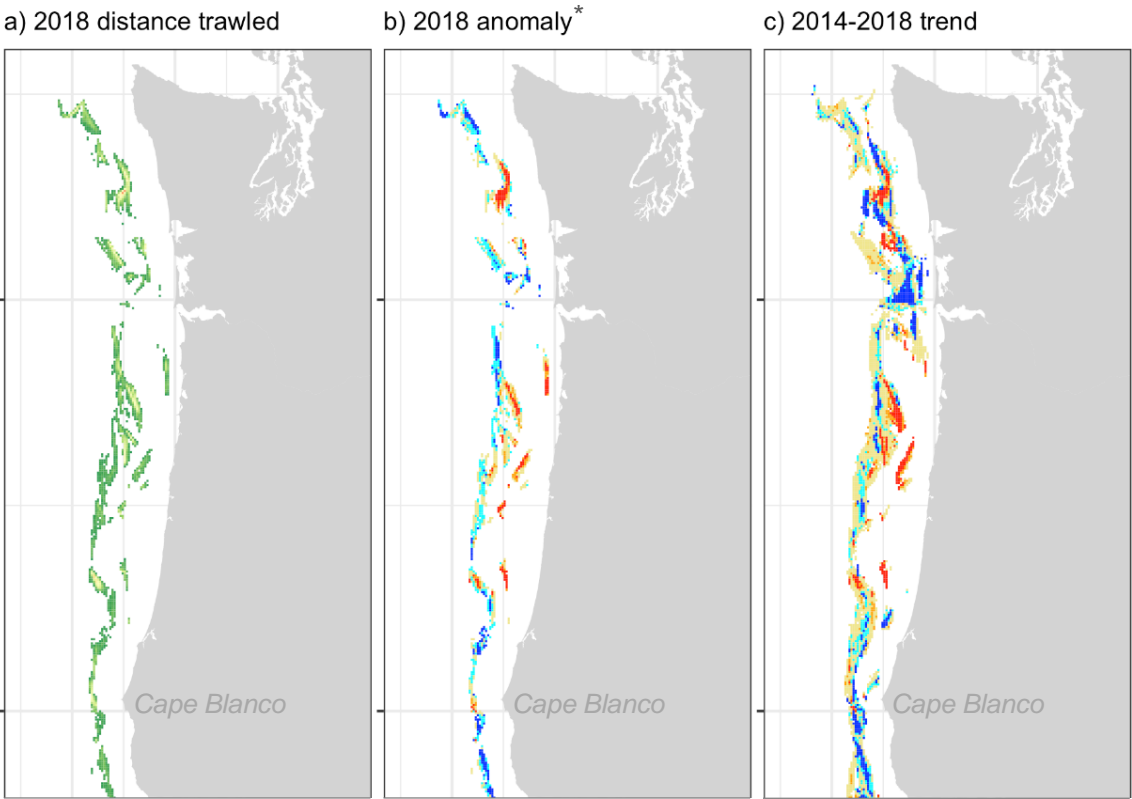 a) 2018 distance trawled
b) 2018 anomaly*
c) 2014-2018 trend
Cape Blanco
Cape Blanco
Cape Blanco